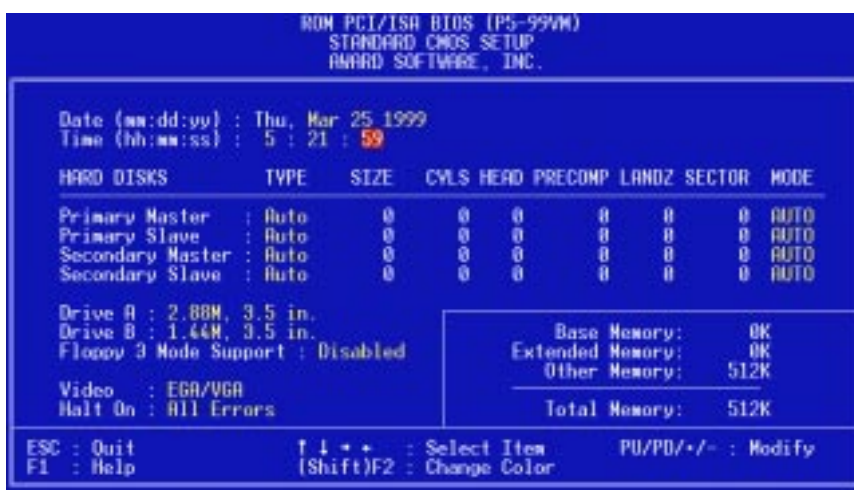 ROM PCI/ISA BIOS (P5-99VM)
STANDARD CMOS SETUP
AWARD SOFTWARE, INC.
Date (mm:dd:yy) : Thu, Mar 25 1999
Time (hh:mm:ss) : 5 : 21 : 59
HARD DISKS TYPE SIZE CYLS HEAD PRECOMP LANDZ SECTOR MODE
Primary Master : Auto 0 0 0 0 0 0 AUTO
Primary Slave : Auto 0 0 0 0 0 0 AUTO
Secondary Master : Auto 0 0 0 0 0 0 AUTO
Secondary Slave : Auto 0 0 0 0 0 0 AUTO
Drive A : 2.88M, 3.5 in.
Drive B : 1.44M, 3.5 in.
Floppy 3 Mode Support : Disabled
Video : EGA/VGA
Halt On : All Errors
Base Memory: 0K
Extended Memory: 0K
Other Memory: 512K
Total Memory: 512K
ESC : Quit ↑ ↓ → ← : Select Item PU/PD/+/- : Modify
F1 : Help (Shift)F2 : Change Color